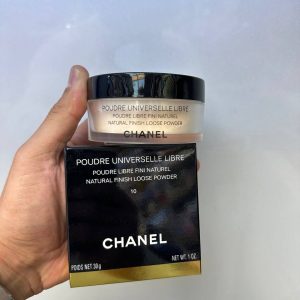 POUDRE UNIVERSELLE LIBRE
POUDRE LIBRE FINI NATUREL
NATURAL FINISH LOOSE POWDER
CHANEL
POUDRE UNIVERSELLE LIBRE
POUDRE LIBRE FINI NATUREL
NATURAL FINISH LOOSE POWDER
10
CHANEL
POIDS NET 30g NET WT. 1 OZ.